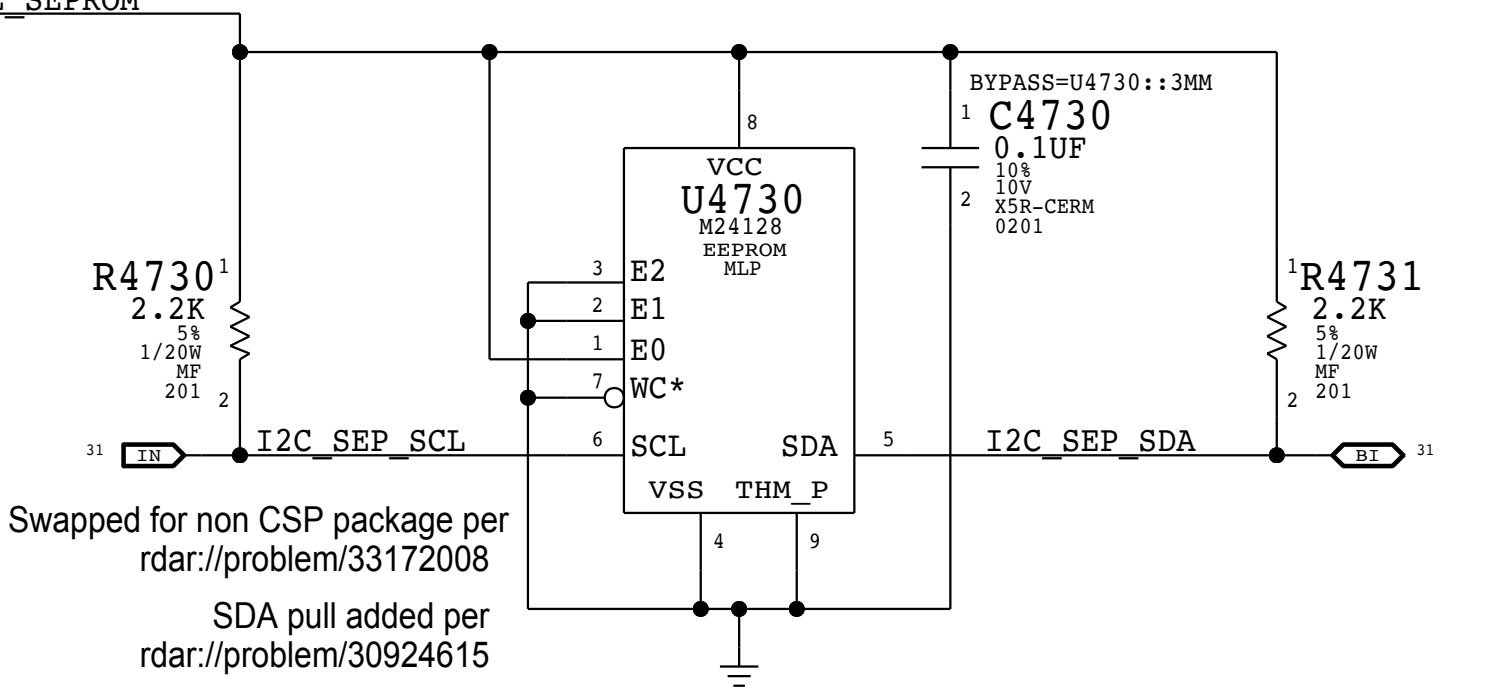 _SEPROM
BYPASS=U4730::3MM
1
C4730
0.1UF
10%
10V
X5R-CERM
0201
2
8
VCC
U4730
M24128
EEPROM
MLP
3
E2
2
E1
1
E0
7
WC*
6
SCL
SDA
5
VSS
THM_P
4
9
R4730
1
2.2K
5%
1/20W
MF
201
2
1
R4731
2.2K
5%
1/20W
MF
201
2
31
IN
I2C_SEP_SCL
I2C_SEP_SDA
BI
31
Swapped for non CSP package per
rdar://problem/33172008
SDA pull added per
rdar://problem/30924615